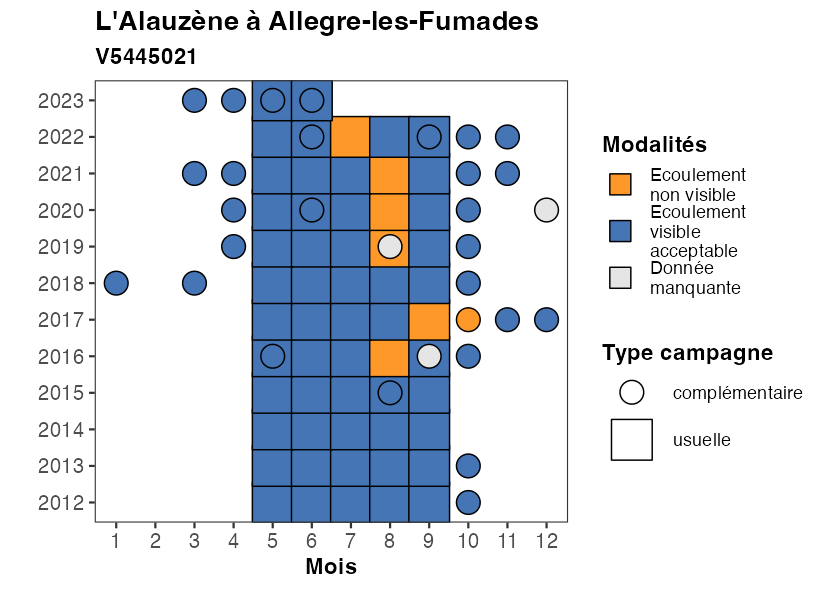 L'Alauzène à Allegre-les-Fumades
V5445021
2023
2022
2021
2020
2019
2018
2017
2016
2015
2014
2013
2012
1 2 3 4 5 6 7 8 9 10 11 12
Mois
Modalités
Ecoulement
non visible
Ecoulement
visible
acceptable
Donnée
manquante
Type campagne
complémentaire
usuelle